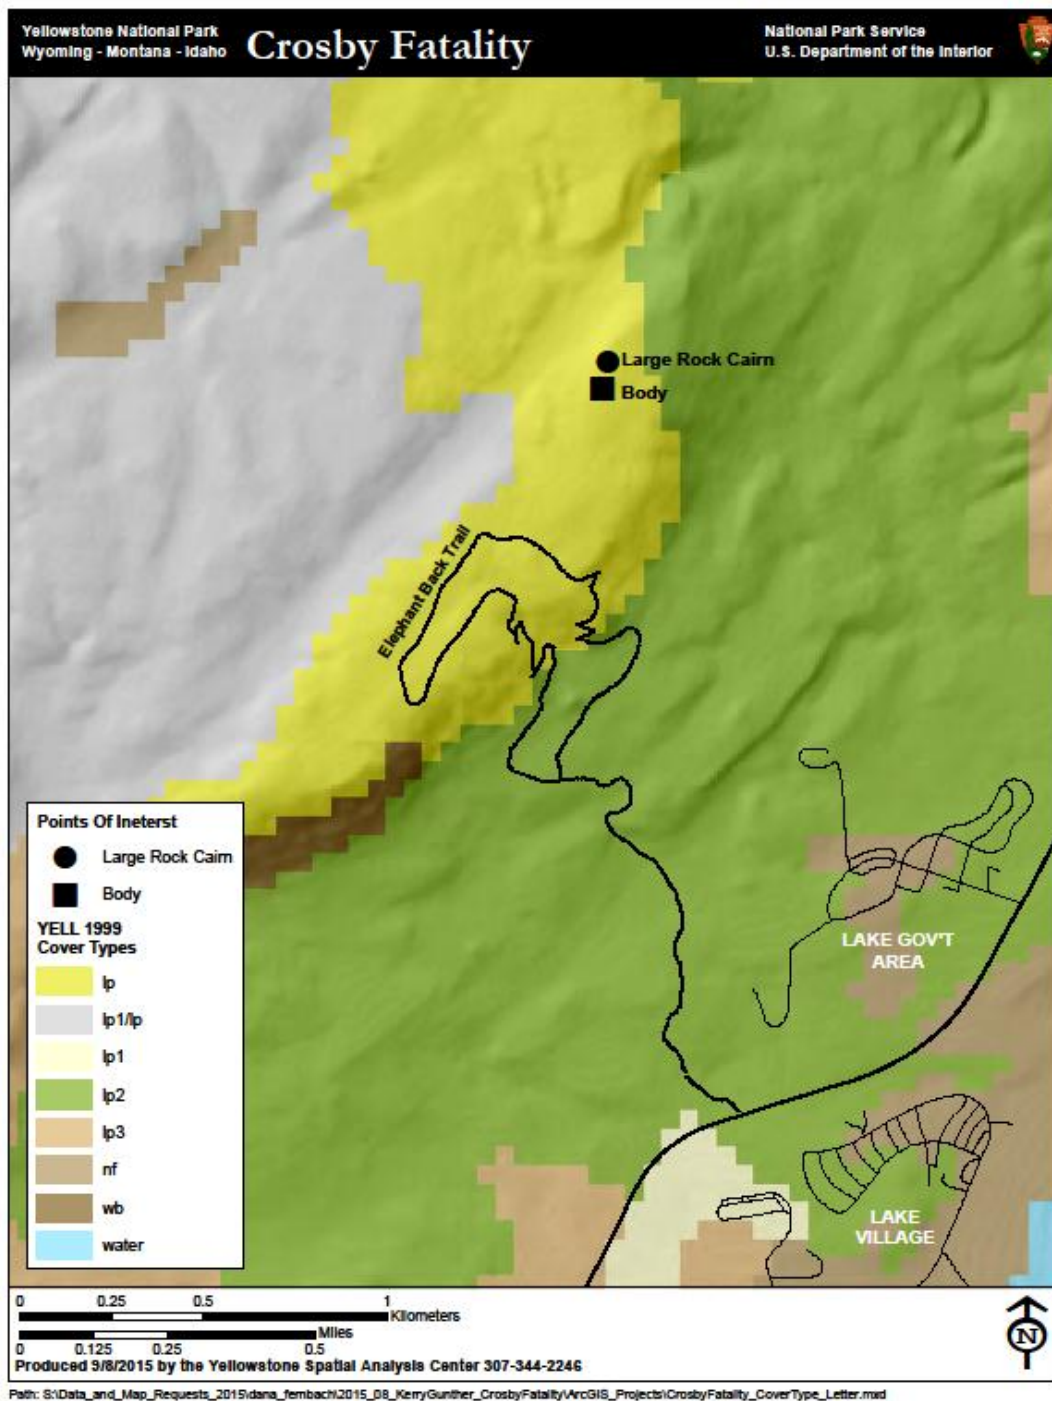 Yellowstone National Park
Wyoming - Montana - Idaho
Crosby Fatality
National Park Service
U.S. Department of the Interior
Large Rock Cairn
Body
Elephant Back Trail
Points Of Ineterst
Large Rock Cairn
Body
YELL 1999
Cover Types
lp
lp1/lp
lp1
lp2
lp3
nf
wb
water
LAKE GOV'T
AREA
LAKE
VILLAGE
0 0.25 0.5 1
Kilometers
Miles
0 0.125 0.25 0.5
N
Produced 9/8/2015 by the Yellowstone Spatial Analysis Center 307-344-2246
Path: S:\Data_and_Map_Requests_2015\dana_fernbach\2015_08_KerryGunther_CrosbyFatality\ArcGIS_Projects\CrosbyFatality_CoverType_Letter.mxd